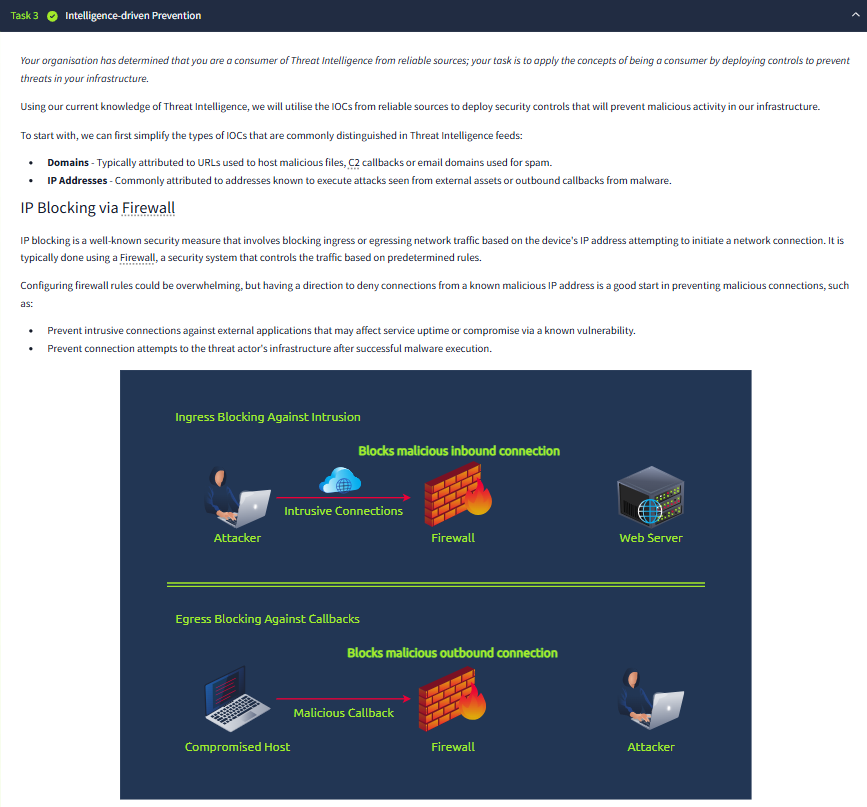 Task 3 Intelligence-driven Prevention
Your organisation has determined that you are a consumer of Threat Intelligence from reliable sources; your task is to apply the concepts of being a consumer by deploying controls to prevent
threats in your infrastructure.
Using our current knowledge of Threat Intelligence, we will utilise the IOCs from reliable sources to deploy security controls that will prevent malicious activity in our infrastructure.
To start with, we can first simplify the types of IOCs that are commonly distinguished in Threat Intelligence feeds:
• Domains - Typically attributed to URLs used to host malicious files, C2 callbacks or email domains used for spam.
• IP Addresses - Commonly attributed to addresses known to execute attacks seen from external assets or outbound callbacks from malware.
IP Blocking via Firewall
IP blocking is a well-known security measure that involves blocking ingress or egressing network traffic based on the device's IP address attempting to initiate a network connection. It is
typically done using a Firewall, a security system that controls the traffic based on predetermined rules.
Configuring firewall rules could be overwhelming, but having a direction to deny connections from a known malicious IP address is a good start in preventing malicious connections, such
as:
• Prevent intrusive connections against external applications that may affect service uptime or compromise via a known vulnerability.
• Prevent connection attempts to the threat actor's infrastructure after successful malware execution.
Ingress Blocking Against Intrusion
Blocks malicious inbound connection
Intrusive Connections
Attacker Firewall Web Server
Egress Blocking Against Callbacks
Blocks malicious outbound connection
Malicious Callback
Compromised Host Firewall Attacker